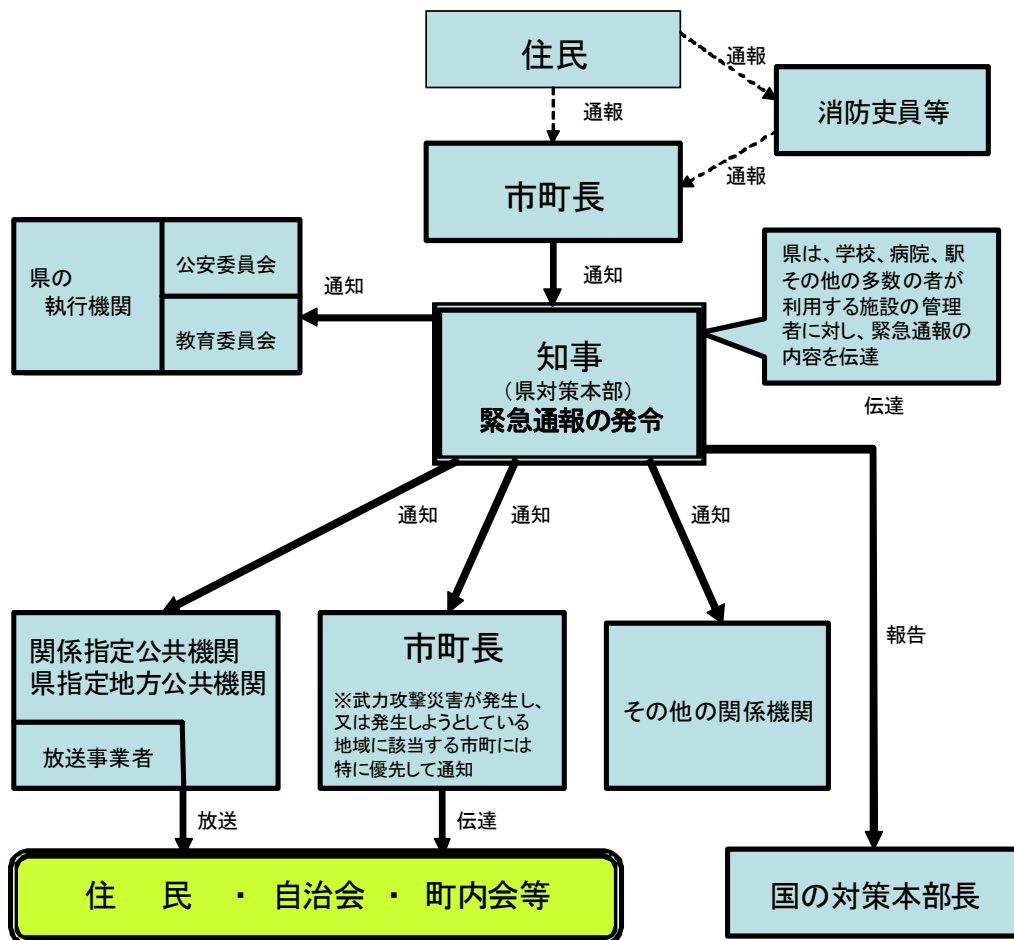 住民
通報
消防吏員等
通報
通報
市町長
県の
執行機関
公安委員会
教育委員会
通知
通知
県は、学校、病院、駅
その他の多数の者が
利用する施設の管理
者に対し、緊急通報の
内容を伝達
伝達
知事
（県対策本部）
緊急通報の発令
通知
通知
通知
報告
関係指定公共機関
県指定地方公共機関
放送事業者
市町長
※武力攻撃災害が発生し、
又は発生しようとしている
地域に該当する市町には
特に優先して通知
その他の関係機関
放送
伝達
住 民 ・ 自治会 ・ 町内会等
国の対策本部長